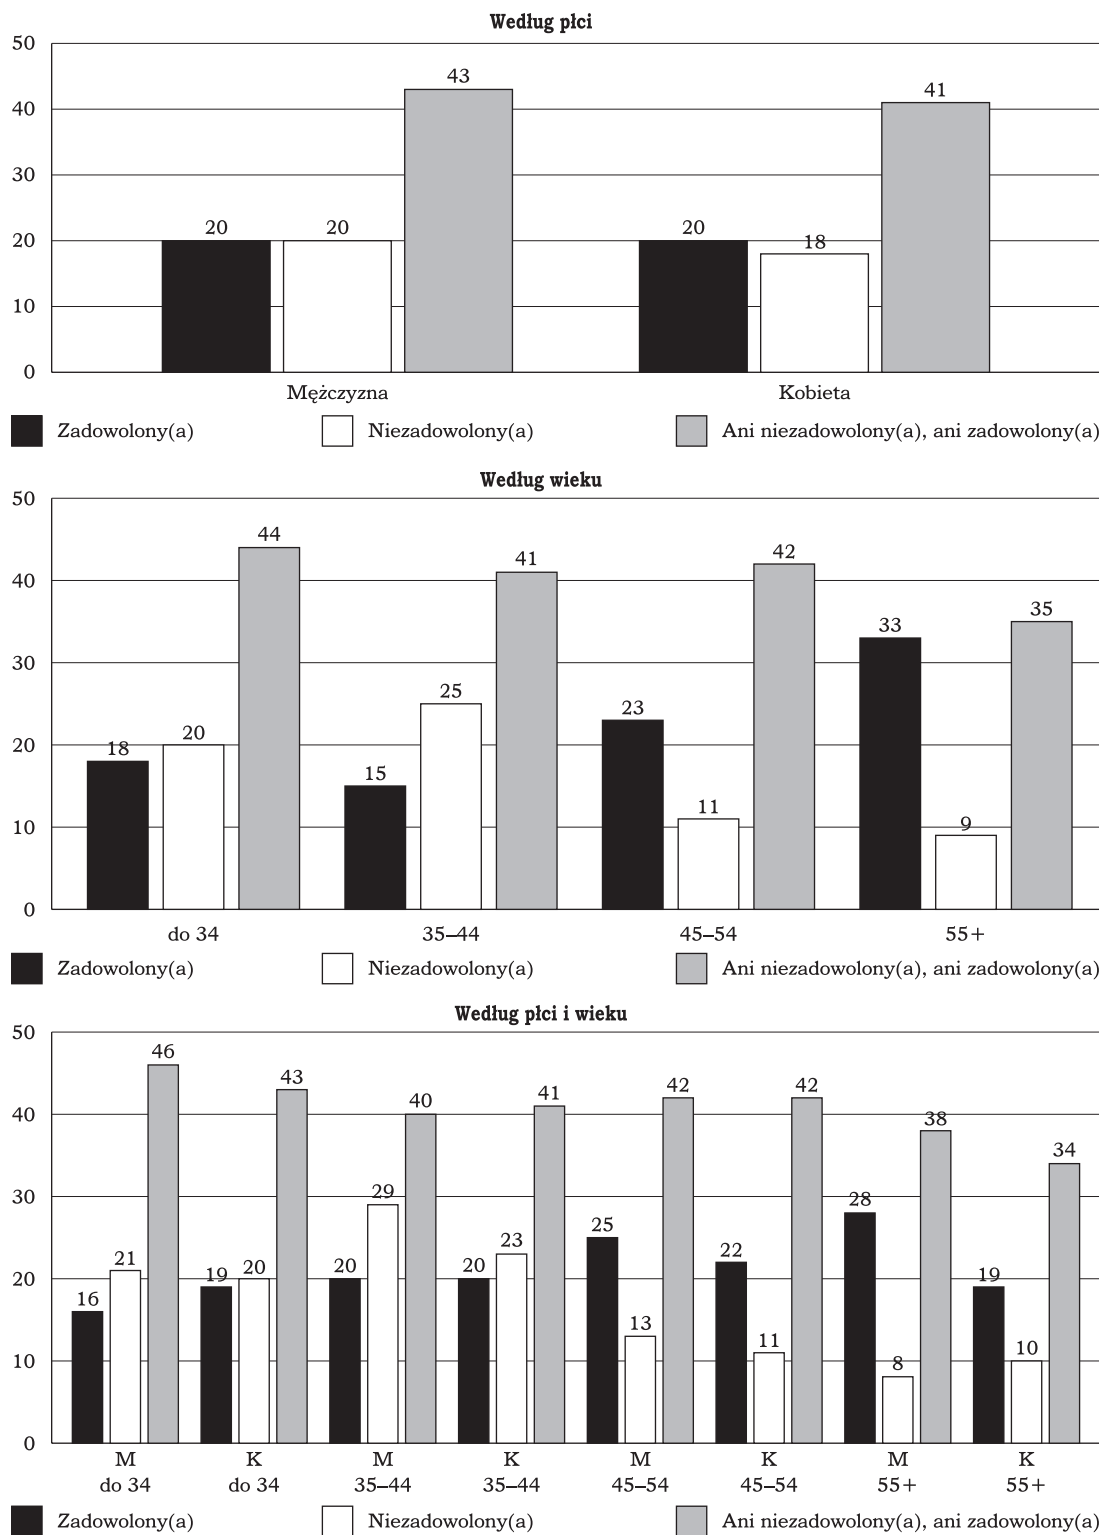 Według płci
50
40
30
20
10
0
20 20 43 20 18 41
Mężczyzna Kobieta
Zadowolony(a) Niezadowolony(a) Ani niezadowolony(a), ani zadowolony(a)
Według wieku
50
40
30
20
10
0
18 20 44 15 25 41 23 11 42 33 9 35
do 34 35–44 45–54 55+
Zadowolony(a) Niezadowolony(a) Ani niezadowolony(a), ani zadowolony(a)
Według płci i wieku
50
40
30
20
10
0
16 21 46 19 20 43 20 29 40 20 23 41 25 13 42 22 11 42 28 8 38 19 10 34
M K M K M K M K
do 34 do 34 35–44 35–44 45–54 45–54 55+ 55+
Zadowolony(a) Niezadowolony(a) Ani niezadowolony(a), ani zadowolony(a)